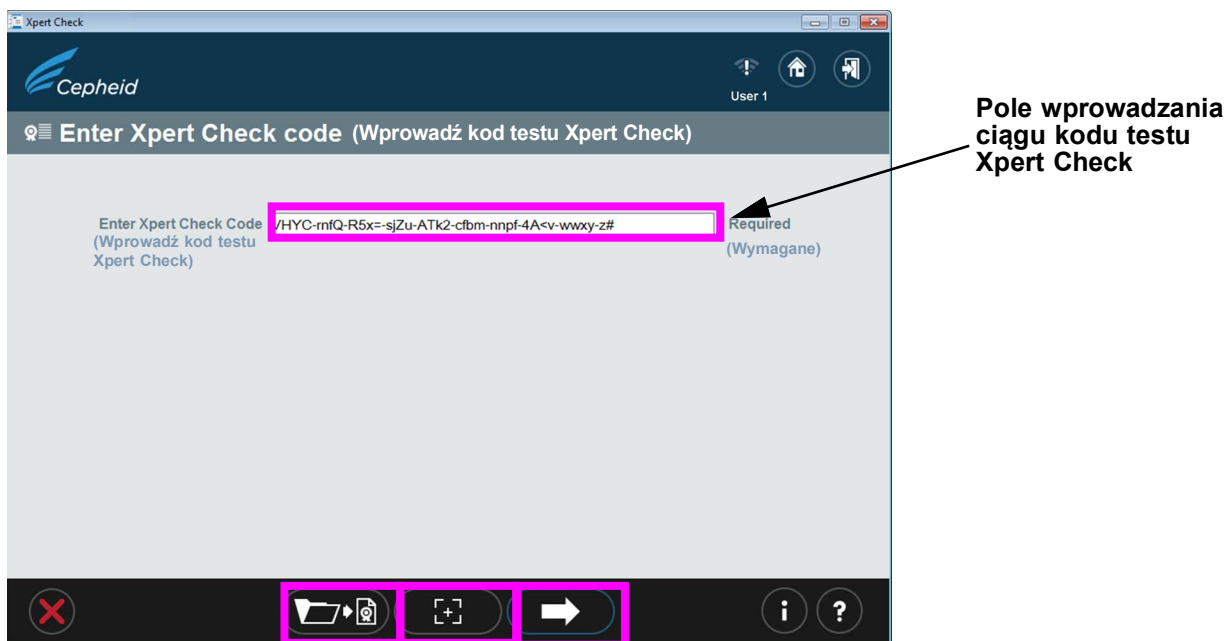 Xpert Check
Cepheid
User 1
Enter Xpert Check code (Wprowadź kod testu Xpert Check)
Pole wprowadzania
ciągu kodu testu
Xpert Check
Enter Xpert Check Code
(Wprowadź kod testu
Xpert Check)
/HYC-rnfQ-R5x=-sjZu-ATk2-cfbm-nnpf-4A<v-wwxy-z#
Required
(Wymagane)
i
?